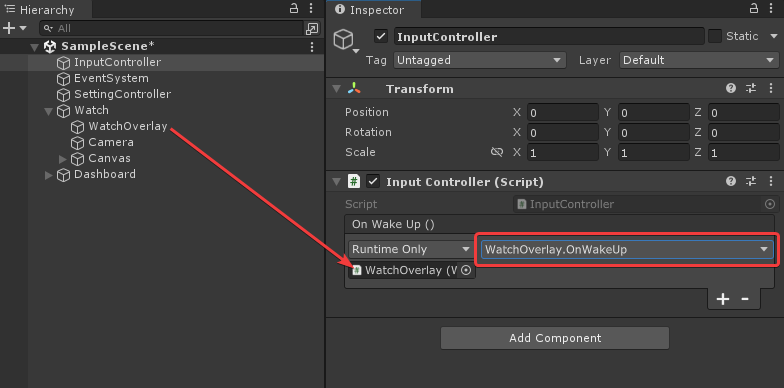 Hierarchy
All
SampleScene*
InputController
EventSystem
SettingController
Watch
WatchOverlay
Camera
Canvas
Dashboard
Inspector
InputController
Static
Tag Untagged Layer Default
Transform
Position X 0 Y 0 Z 0
Rotation X 0 Y 0 Z 0
Scale X 1 Y 1 Z 1
# Input Controller (Script)
Script # InputController
On Wake Up ()
Runtime Only WatchOverlay.OnWakeUp
# WatchOverlay (W
+ -
Add Component